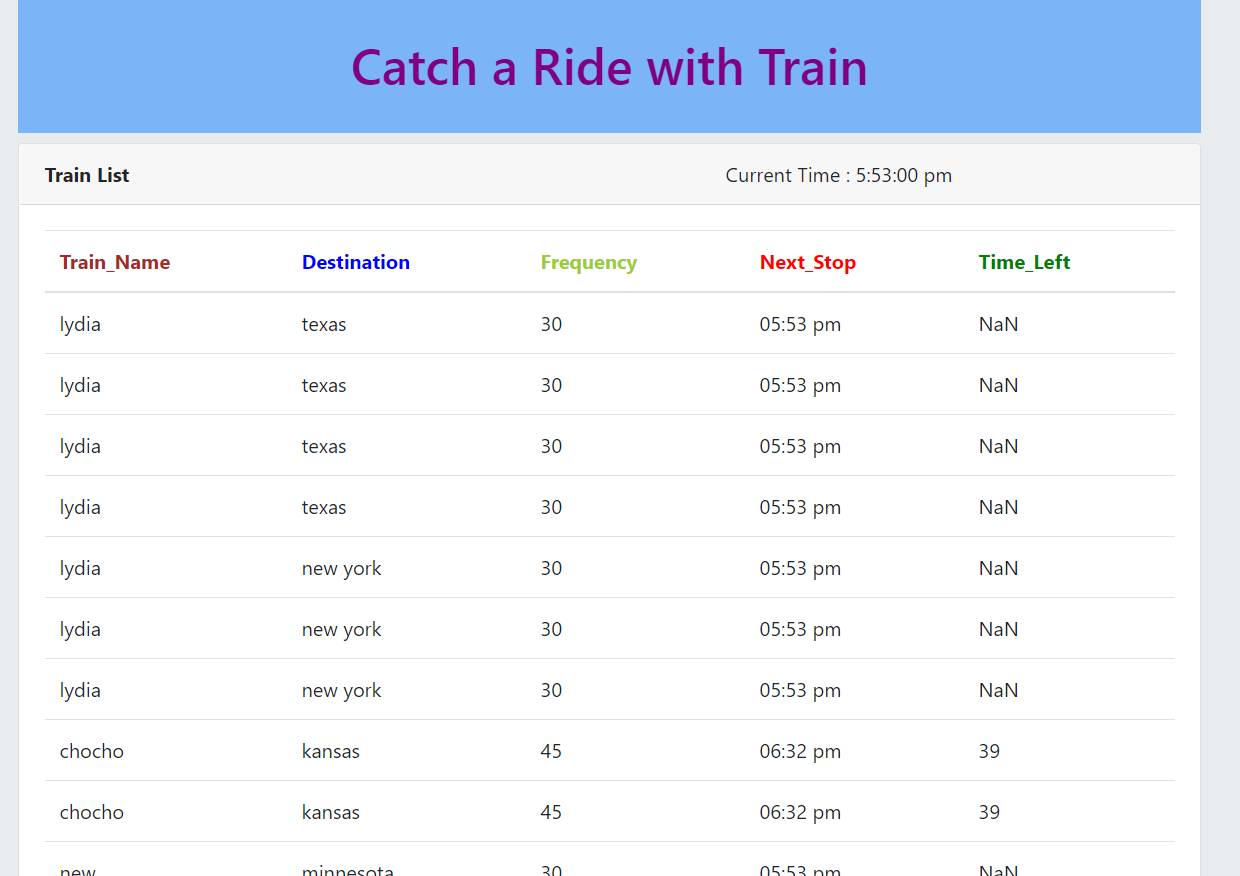 Catch a Ride with Train
Train List Current Time : 5:53:00 pm
Train_Name Destination Frequency Next_Stop Time_Left
lydia texas 30 05:53 pm NaN
lydia texas 30 05:53 pm NaN
lydia texas 30 05:53 pm NaN
lydia texas 30 05:53 pm NaN
lydia new york 30 05:53 pm NaN
lydia new york 30 05:53 pm NaN
lydia new york 30 05:53 pm NaN
chocho kansas 45 06:32 pm 39
chocho kansas 45 06:32 pm 39
new minnesota 30 05:53 pm NaN